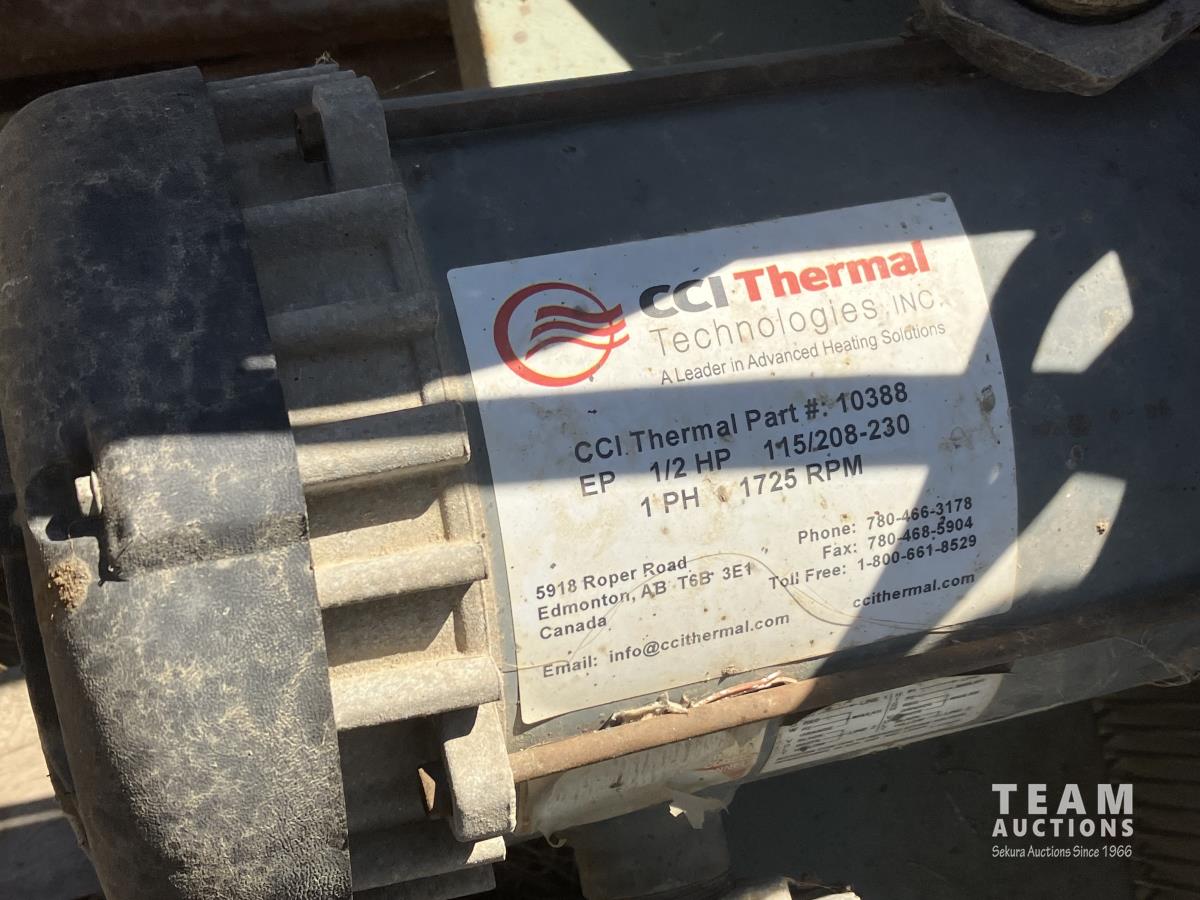 CCI Thermal
Technologies INC.
A Leader in Advanced Heating Solutions
CCI Thermal Part #: 10388
EP 1/2 HP 115/208-230
1 PH 1725 RPM
5918 Roper Road
Edmonton, AB T6B 3E1
Canada
Email: info@ccithermal.com
Phone: 780-466-3178
Fax: 780-468-5904
Toll Free: 1-800-661-8529
ccithermal.com
TEAM
AUCTIONS
Sekura Auctions Since 1966